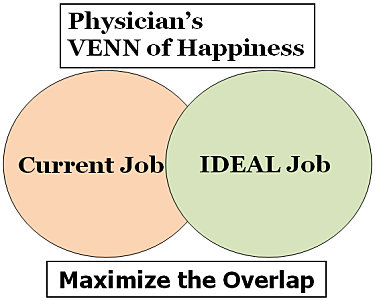 Physician’s
VENN of Happiness
Current Job
IDEAL Job
Maximize the Overlap